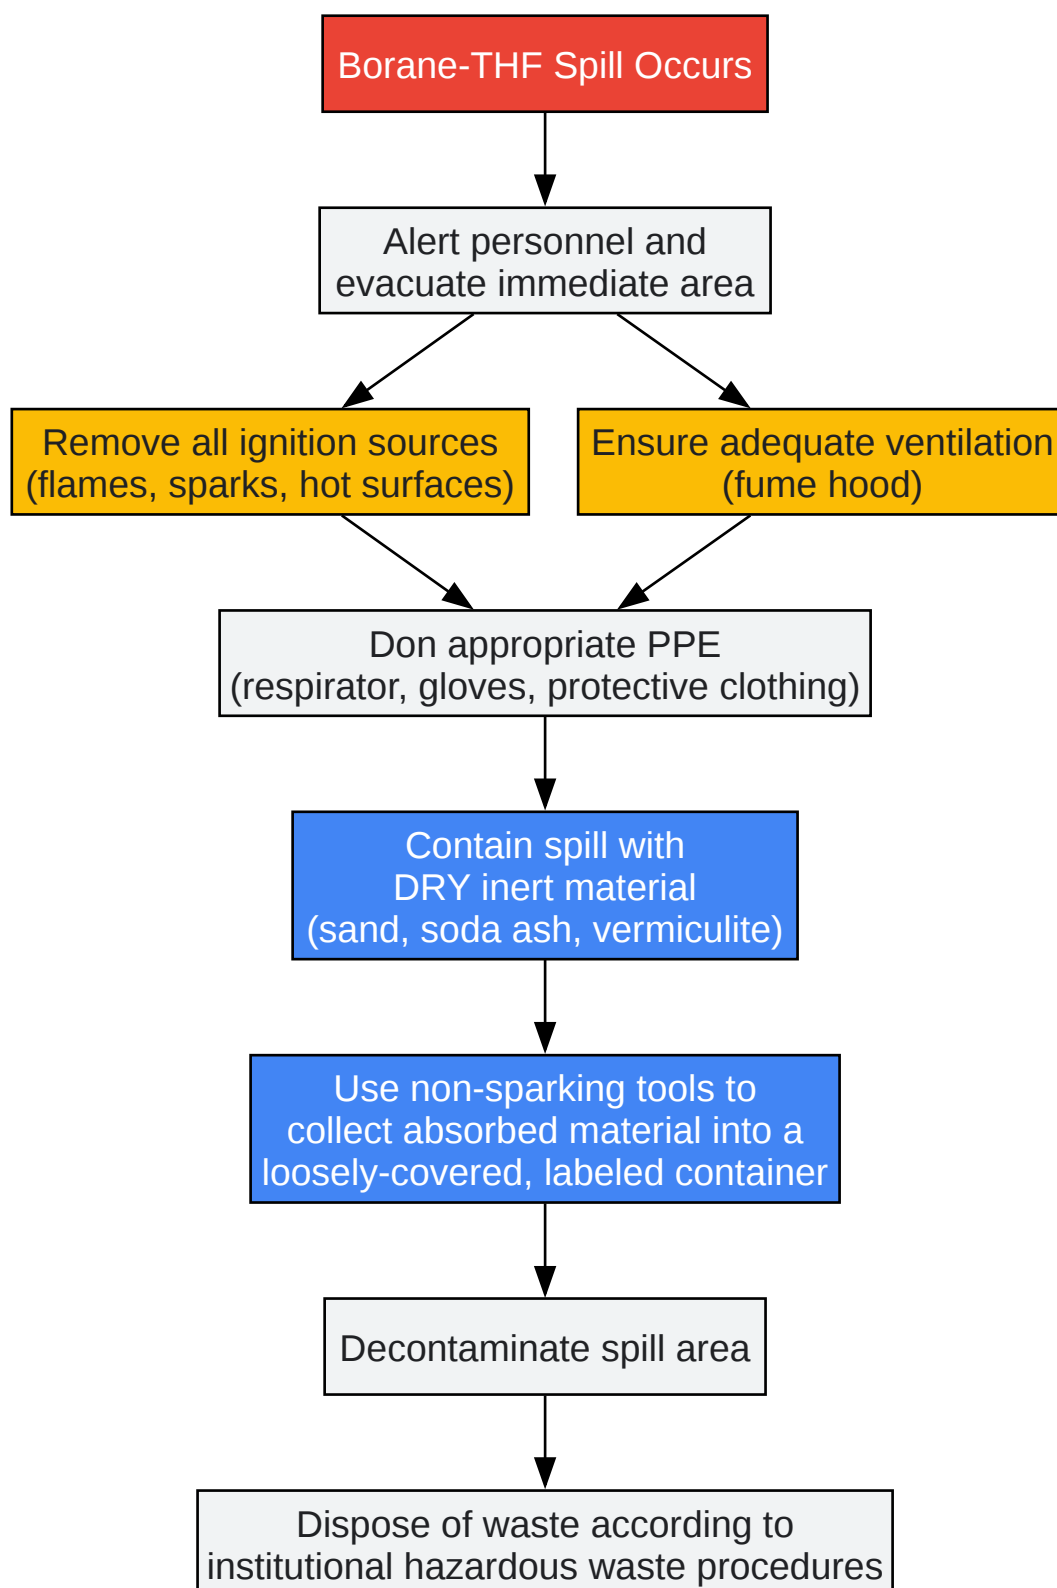 Borane-THF Spill Occurs
Alert personnel and
evacuate immediate area
Remove all ignition sources
(flames, sparks, hot surfaces)
Ensure adequate ventilation
(fume hood)
Don appropriate PPE
(respirator, gloves, protective clothing)
Contain spill with
DRY inert material
(sand, soda ash, vermiculite)
Use non-sparking tools to
collect absorbed material into a
loosely-covered, labeled container
Decontaminate spill area
Dispose of waste according to
institutional hazardous waste procedures